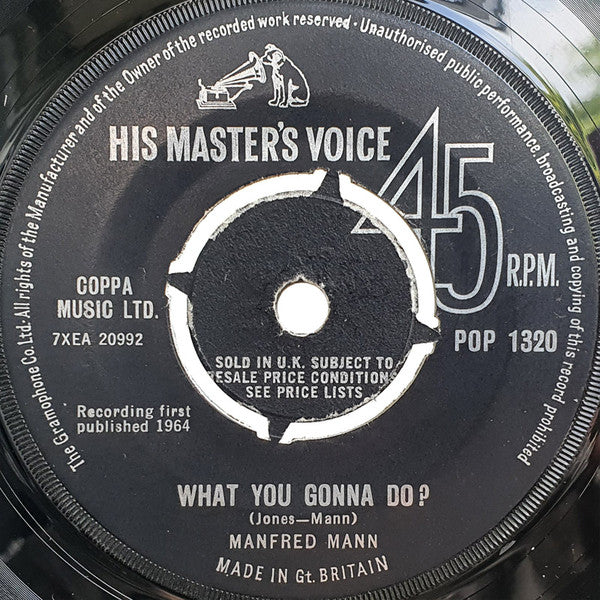 The Gramophone Co.Ltd·All rights of the Manufacturer and of the Owner of the recorded work reserved·Unauthorised public performance, broadcasting and copying of this record prohibited
HIS MASTER'S VOICE
45
R.P.M.
COPPA
MUSIC LTD.
7XEA 20992
POP 1320
SOLD IN U.K. SUBJECT TO
RESALE PRICE CONDITIONS
SEE PRICE LISTS
Recording first
published 1964
WHAT YOU GONNA DO?
(Jones—Mann)
MANFRED MANN
MADE IN Gt. BRITAIN